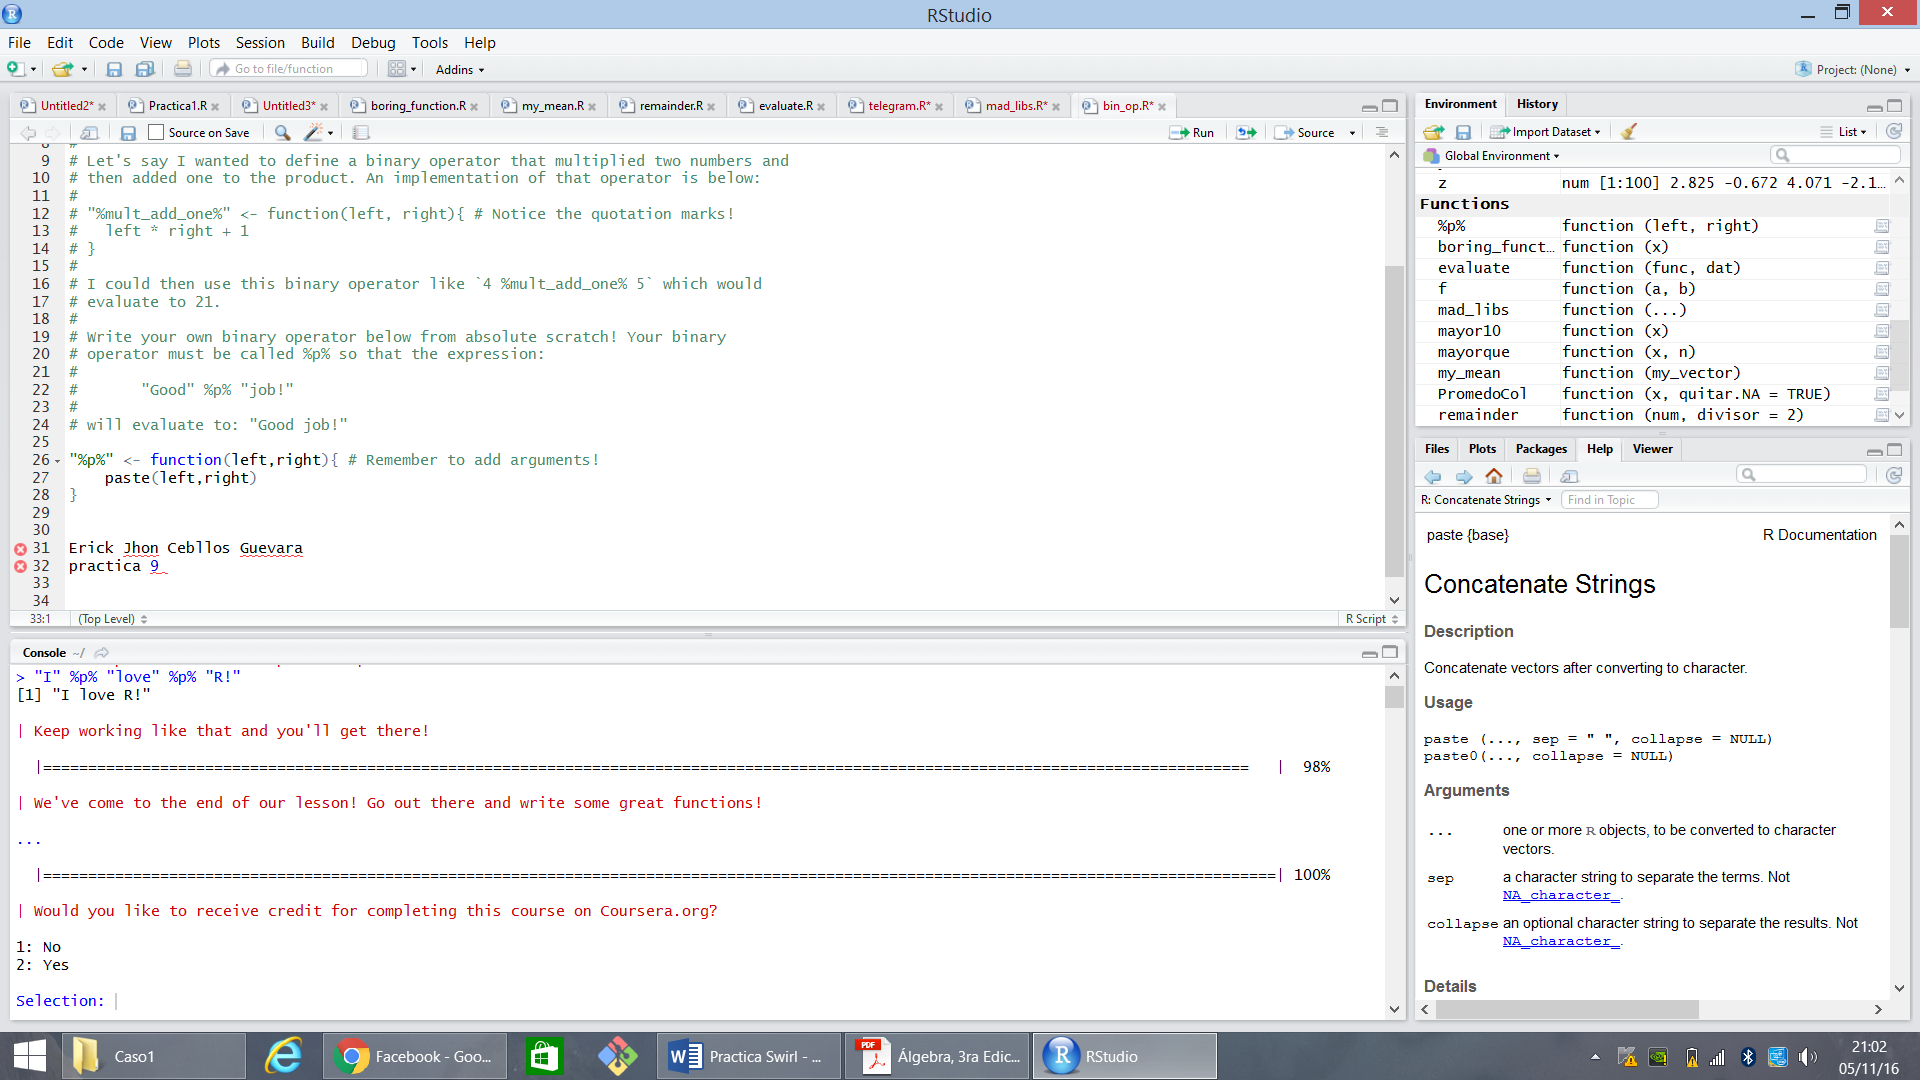 RStudio
File Edit Code View Plots Session Build Debug Tools Help
Go to file/function Addins Project: (None)
Untitled2* Practica1.R Untitled3* boring_function.R my_mean.R remainder.R evaluate.R telegram.R* mad_libs.R* bin_op.R*
Source on Save Run Source
8 #
9 # Let's say I wanted to define a binary operator that multiplied two numbers and
10 # then added one to the product. An implementation of that operator is below:
11 #
12 # "%mult_add_one%" <- function(left, right){ # Notice the quotation marks!
13 #   left * right + 1
14 # }
15 #
16 # I could then use this binary operator like `4 %mult_add_one% 5` which would
17 # evaluate to 21.
18 #
19 # Write your own binary operator below from absolute scratch! Your binary
20 # operator must be called %p% so that the expression:
21 #
22 #       "Good" %p% "job!"
23 #
24 # will evaluate to: "Good job!"
25
26 "%p%" <- function(left,right){ # Remember to add arguments!
27     paste(left,right)
28 }
29
30
31 Erick Jhon Cebllos Guevara
32 practica 9
33
34
33:1 (Top Level) R Script
Console ~/
> "I" %p% "love" %p% "R!"
[1] "I love R!"
| Keep working like that and you'll get there!
|======================================================================================================================================   |  98%
| We've come to the end of our lesson! Go out there and write some great functions!
...
|=========================================================================================================================================| 100%
| Would you like to receive credit for completing this course on Coursera.org?
1: No
2: Yes
Selection:
Environment History
Import Dataset List
Global Environment
z num [1:100] 2.825 -0.672 4.071 -2.1…
Functions
%p% function (left, right)
boring_funct… function (x)
evaluate function (func, dat)
f function (a, b)
mad_libs function (...)
mayor10 function (x)
mayorque function (x, n)
my_mean function (my_vector)
PromedoCol function (x, quitar.NA = TRUE)
remainder function (num, divisor = 2)
Files Plots Packages Help Viewer
R: Concatenate Strings Find in Topic
paste {base} R Documentation
Concatenate Strings
Description
Concatenate vectors after converting to character.
Usage
paste (..., sep = " ", collapse = NULL)
paste0(..., collapse = NULL)
Arguments
... one or more R objects, to be converted to character
vectors.
sep a character string to separate the terms. Not
NA_character_.
collapse an optional character string to separate the results. Not
NA_character_.
Details
Caso1 Facebook - Goo... Practica Swirl - ... PDF Álgebra, 3ra Edic... RStudio
21:02
05/11/16